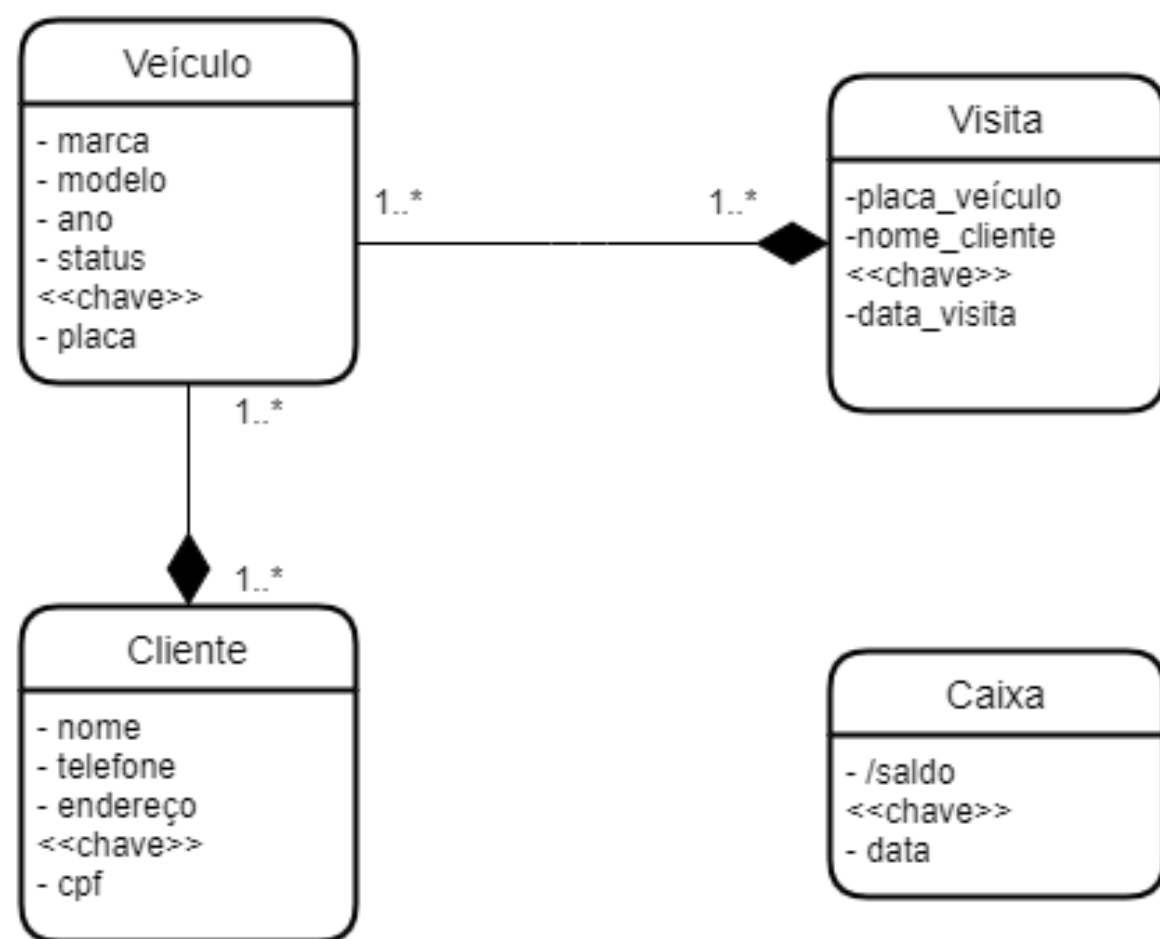 Veículo
- marca
- modelo
- ano
- status
<<chave>>
- placa
1..*
1..*
Visita
-placa_veículo
-nome_cliente
<<chave>>
-data_visita
1..*
1..*
Cliente
- nome
- telefone
- endereço
<<chave>>
- cpf
Caixa
- /saldo
<<chave>>
- data